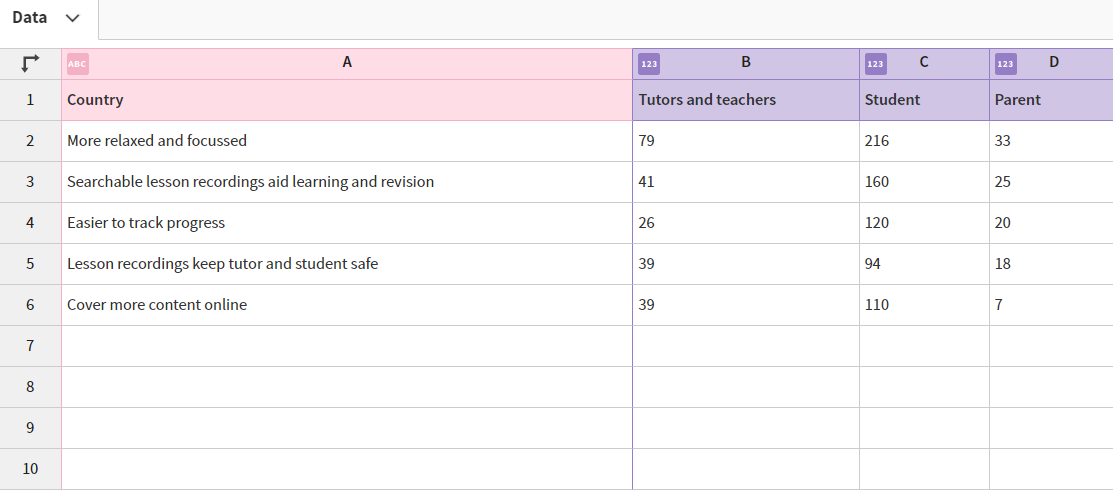 Data
ABC A 123 B 123 C 123 D
1 Country Tutors and teachers Student Parent
2 More relaxed and focussed 79 216 33
3 Searchable lesson recordings aid learning and revision 41 160 25
4 Easier to track progress 26 120 20
5 Lesson recordings keep tutor and student safe 39 94 18
6 Cover more content online 39 110 7
7
8
9
10